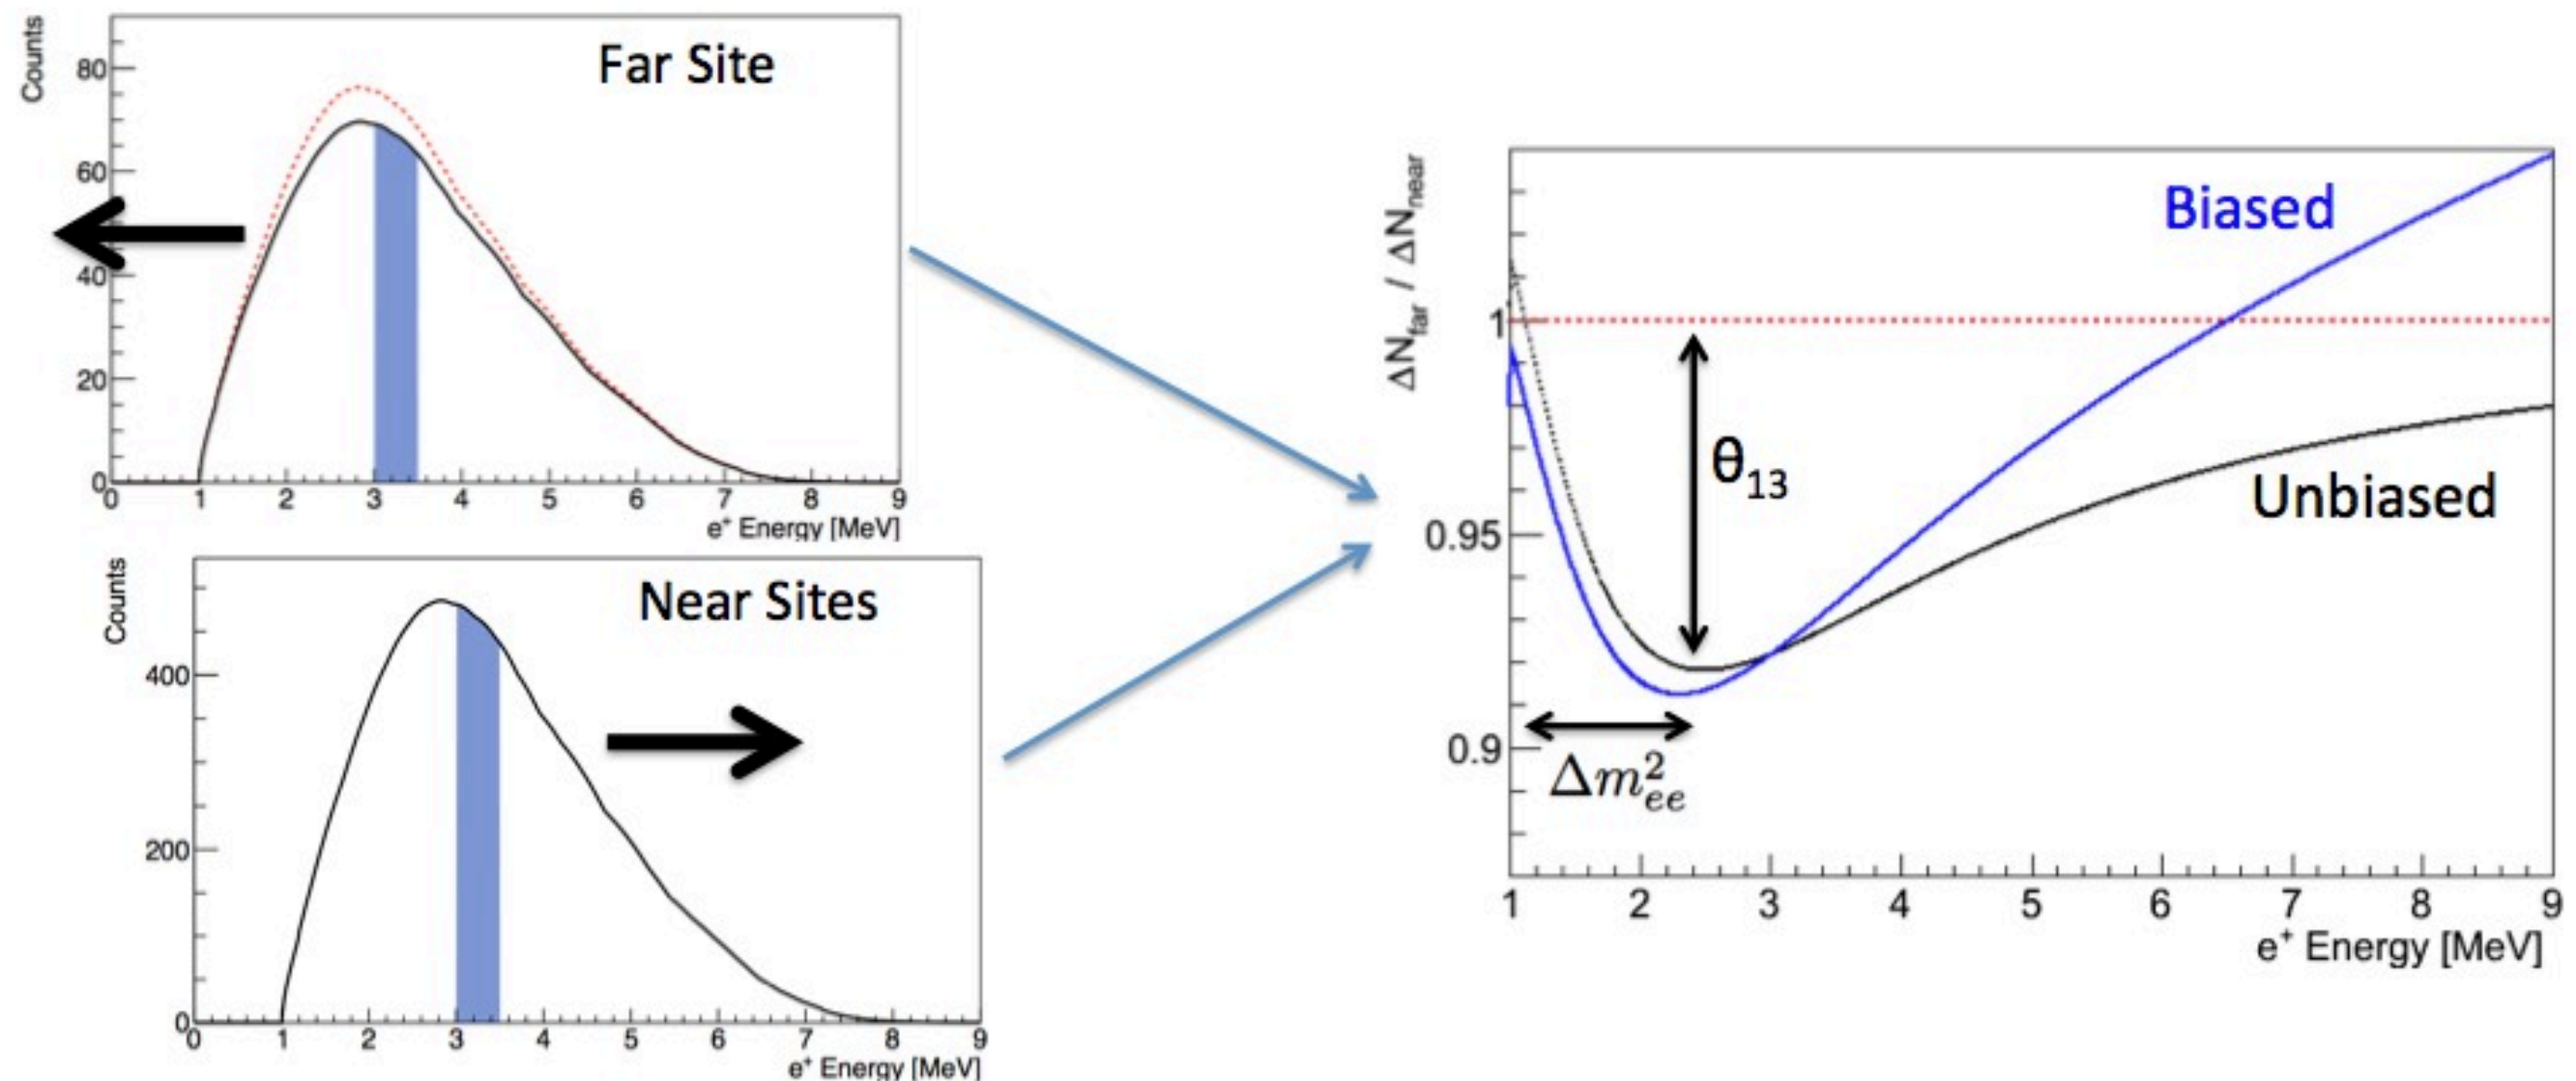 Counts
Far Site
80
60
40
20
0
0 1 2 3 4 5 6 7 8 9
e⁺ Energy [MeV]
Counts
Near Sites
400
200
0
0 1 2 3 4 5 6 7 8 9
e⁺ Energy [MeV]
ΔN_far / ΔN_near
Biased
1
θ₁₃
Unbiased
0.95
0.9
Δm²_ee
1 2 3 4 5 6 7 8 9
e⁺ Energy [MeV]